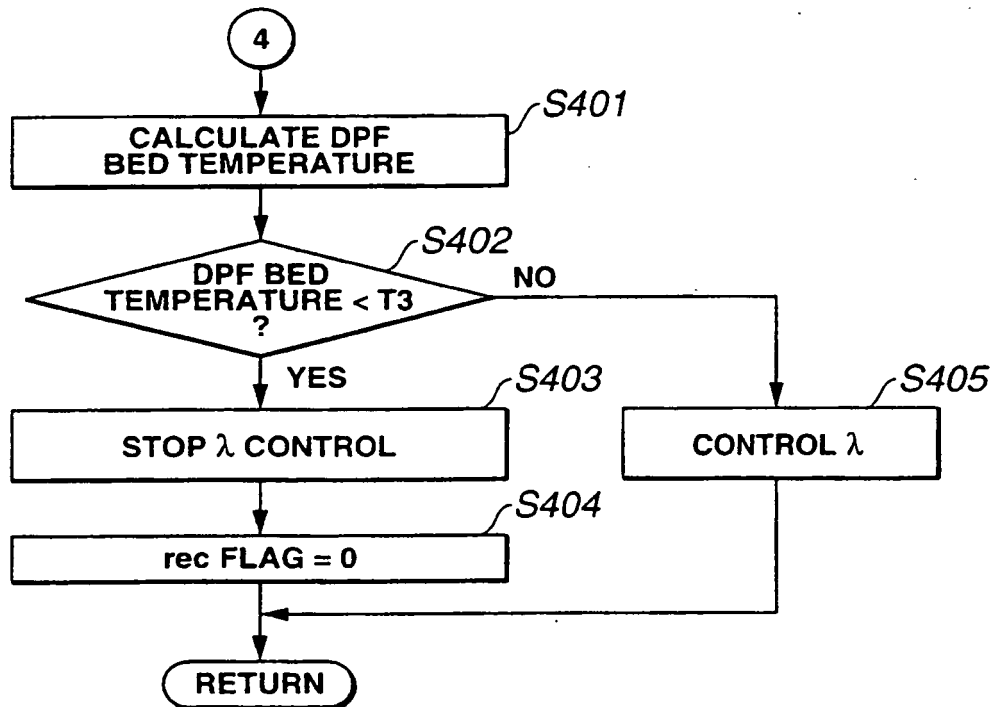 4
S401
CALCULATE DPF
BED TEMPERATURE
S402
DPF BED
TEMPERATURE < T3
?
NO
YES
S403
STOP λ CONTROL
S405
CONTROL λ
S404
rec FLAG = 0
RETURN